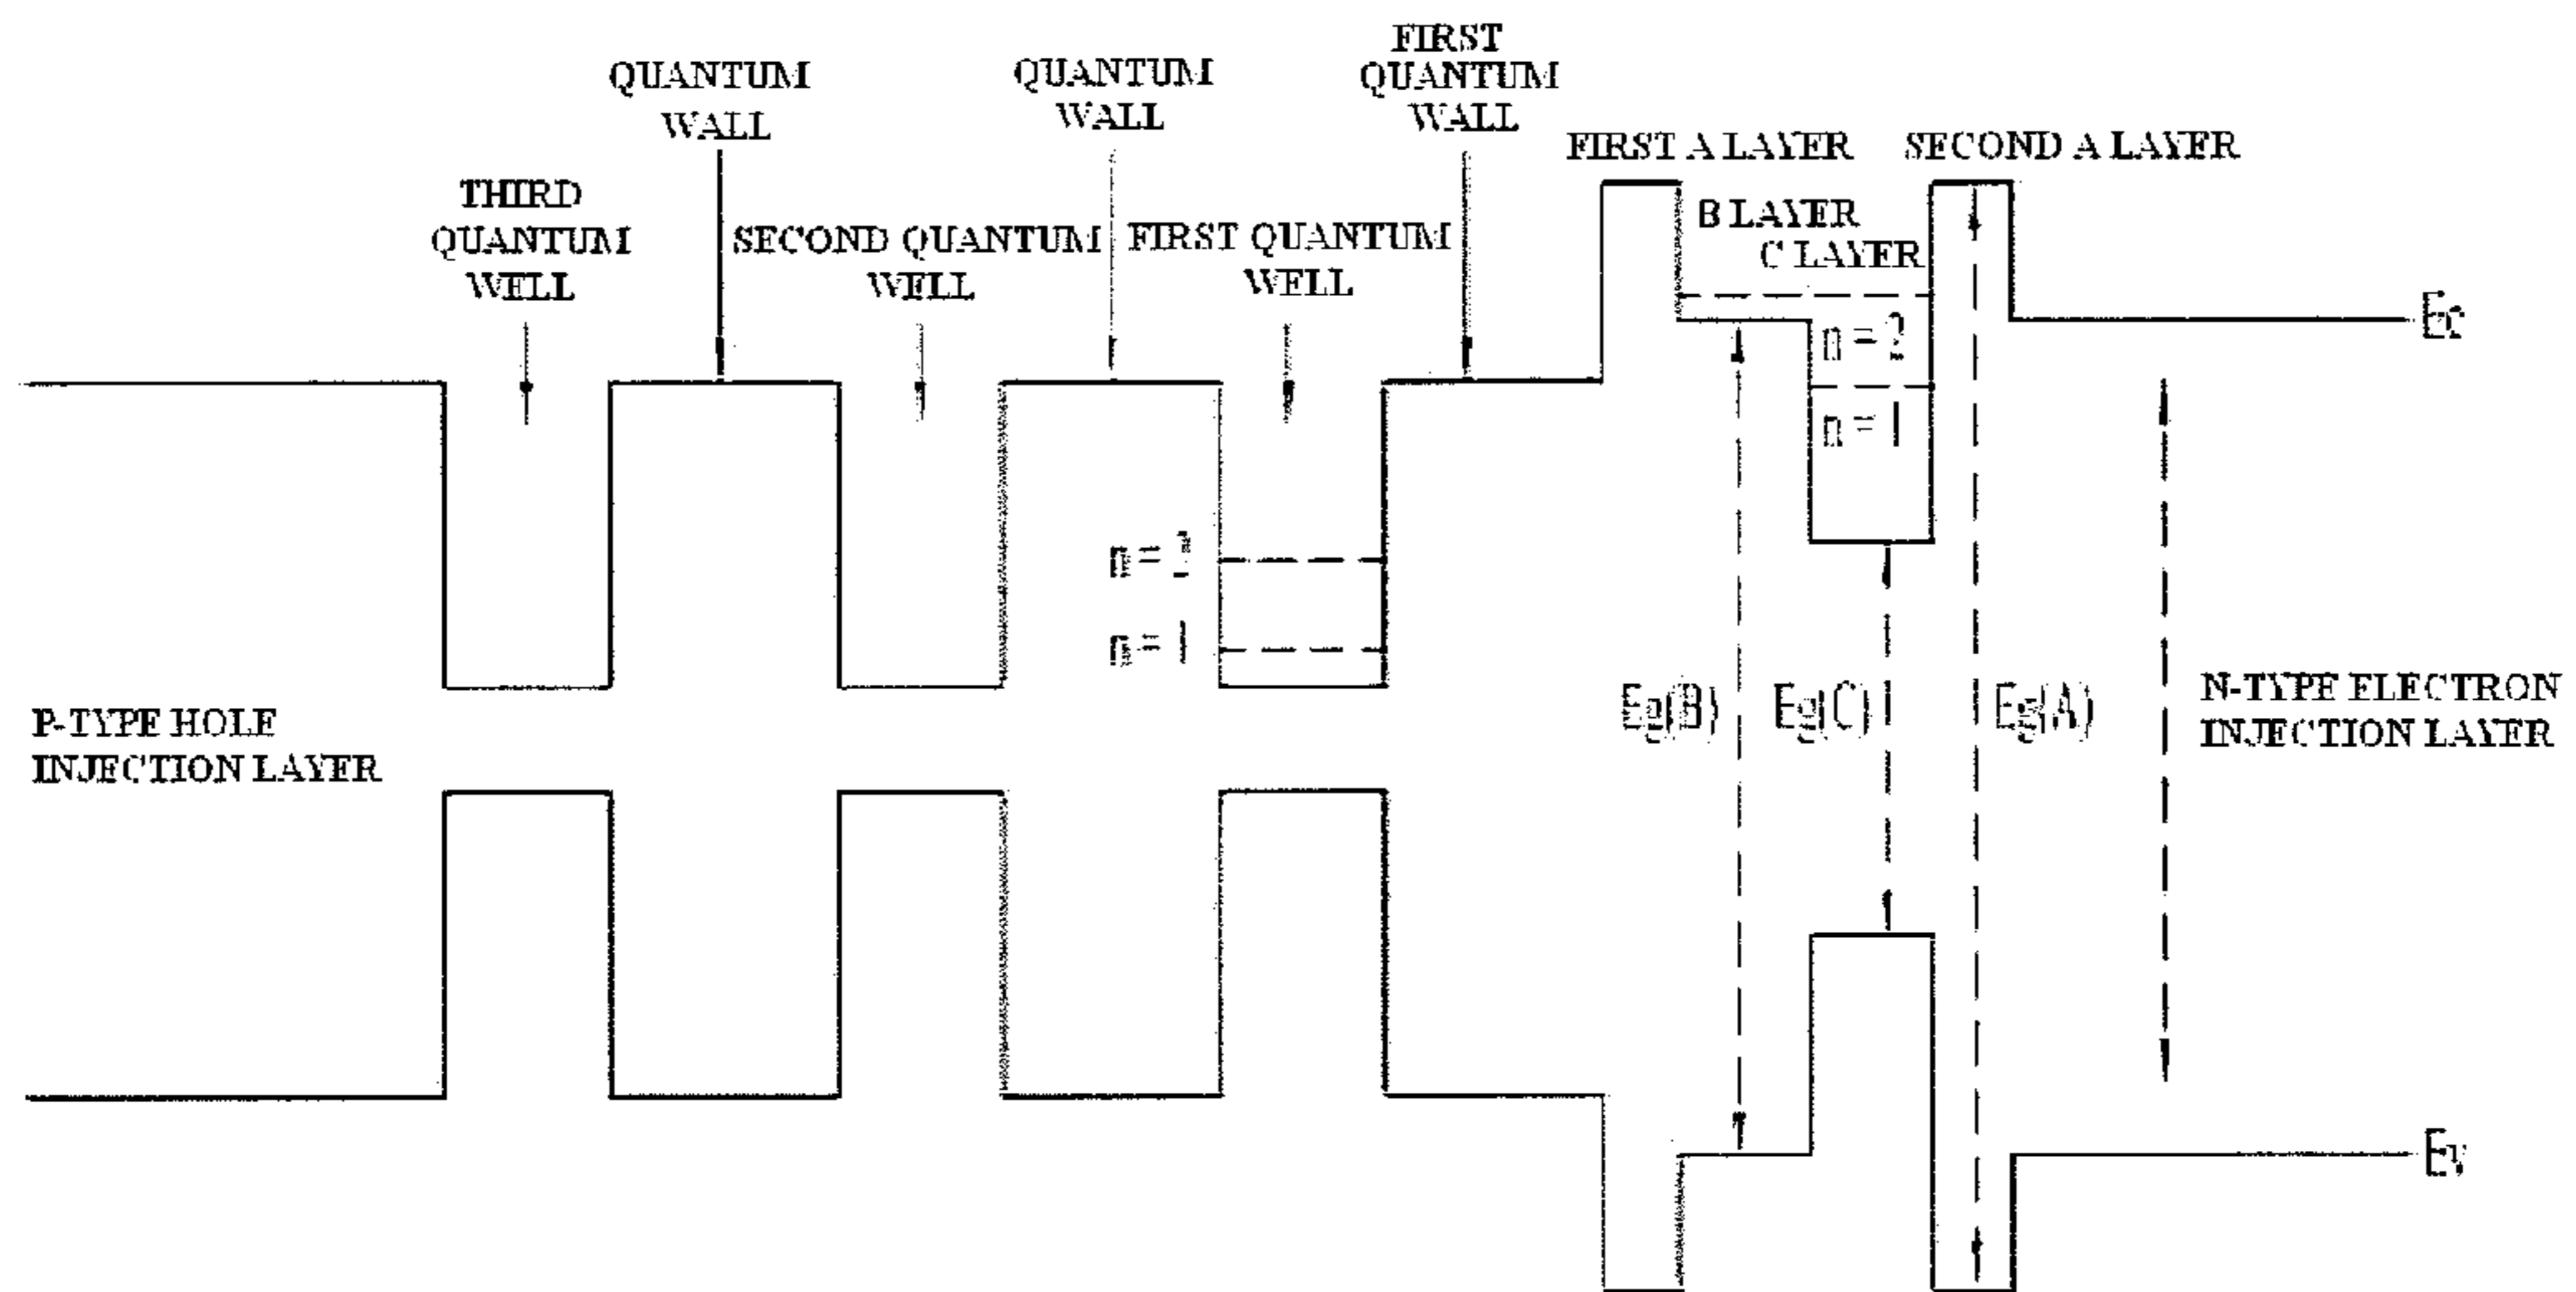 FIRST
QUANTUM
WALL
QUANTUM
WALL
QUANTUM
WALL
FIRST A LAYER
SECOND A LAYER
THIRD
QUANTUM
WELL
SECOND QUANTUM
WELL
FIRST QUANTUM
WELL
B LAYER
C LAYER
Ec
n = 2
n = 1
n = 2
n = 1
Eg(B)
Eg(C)
Eg(A)
P-TYPE HOLE
INJECTION LAYER
N-TYPE ELECTRON
INJECTION LAYER
Ev